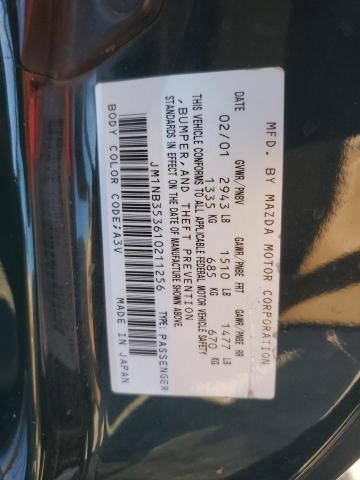 MFD. BY MAZDA MOTOR CORPORATION
DATE GVWR/PNBV GAWR/PNBE FRT GAWR/PNBE RR
02/01 2943 LB 1510 LB 1477 LB
1335 KG 685 KG 670 KG
THIS VEHICLE CONFORMS TO ALL APPLICABLE FEDERAL MOTOR VEHICLE SAFETY
, BUMPER, AND THEFT PREVENTION
STANDARDS IN EFFECT ON THE DATE OF MANUFACTURE SHOWN ABOVE.
JM1NB353610211256 TYPE: PASSENGER
BODY COLOR CODE;A3V MADE IN JAPAN